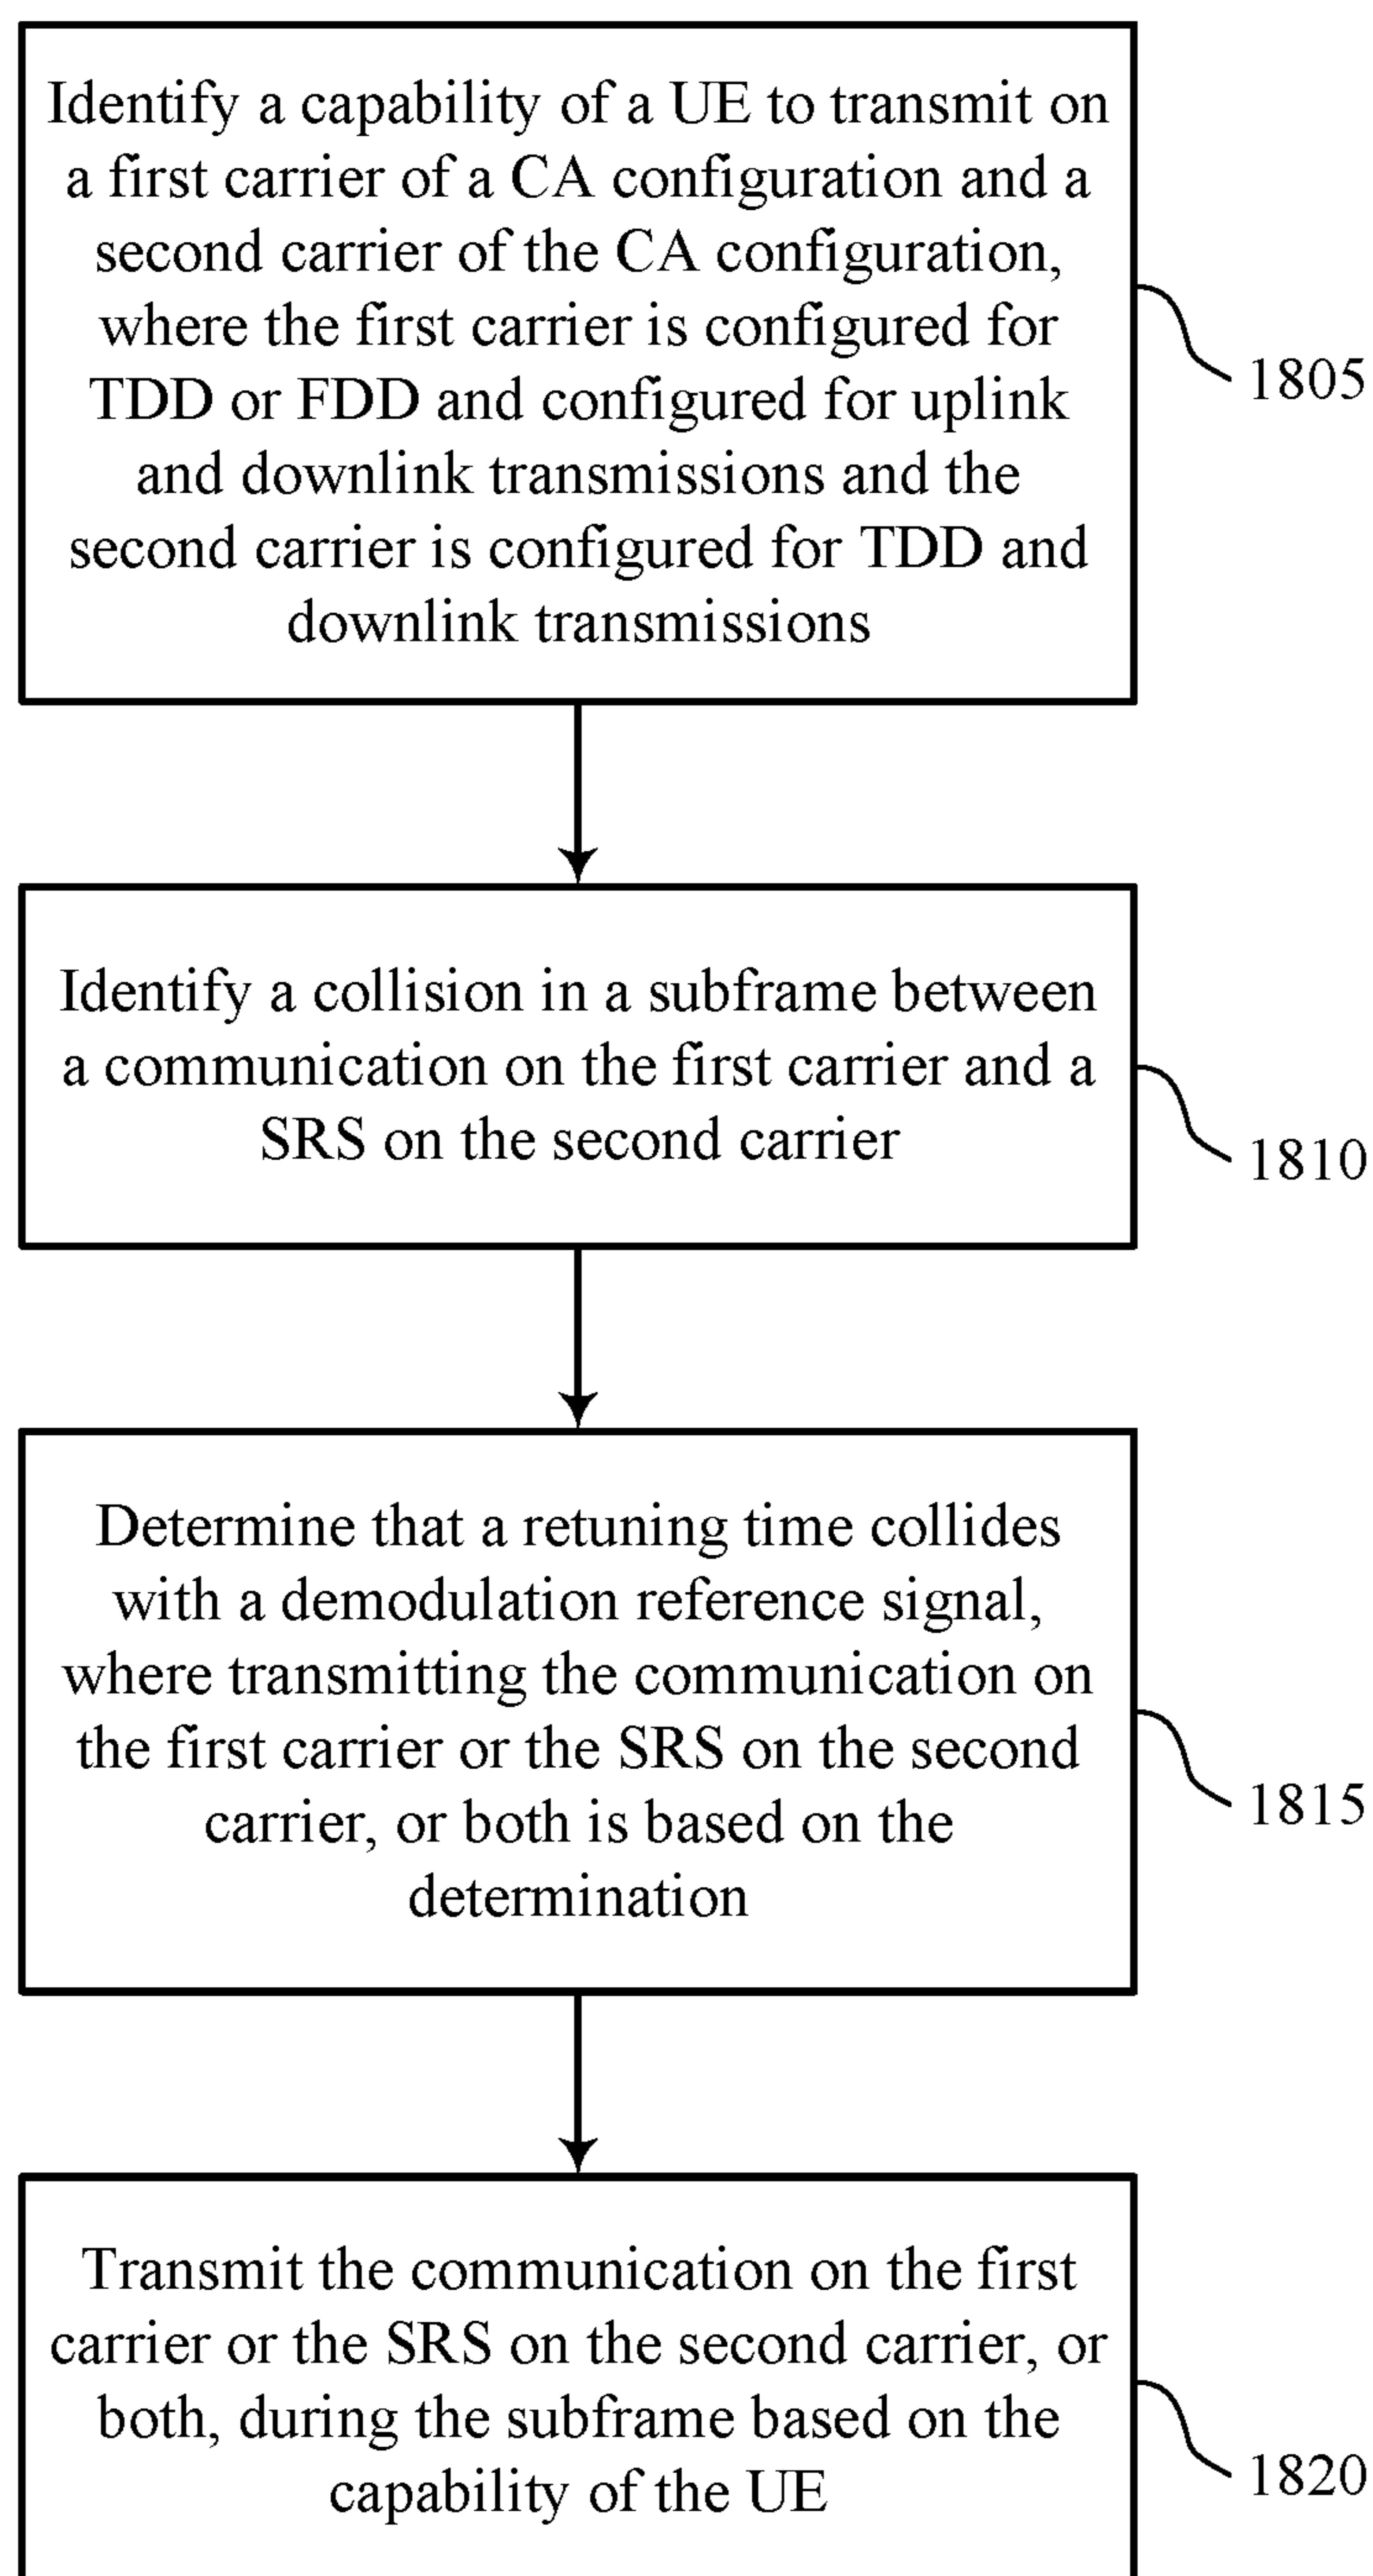 Identify a capability of a UE to transmit on
a first carrier of a CA configuration and a
second carrier of the CA configuration,
where the first carrier is configured for
TDD or FDD and configured for uplink
and downlink transmissions and the
second carrier is configured for TDD and
downlink transmissions
1805
Identify a collision in a subframe between
a communication on the first carrier and a
SRS on the second carrier
1810
Determine that a retuning time collides
with a demodulation reference signal,
where transmitting the communication on
the first carrier or the SRS on the second
carrier, or both is based on the
determination
1815
Transmit the communication on the first
carrier or the SRS on the second carrier, or
both, during the subframe based on the
capability of the UE
1820